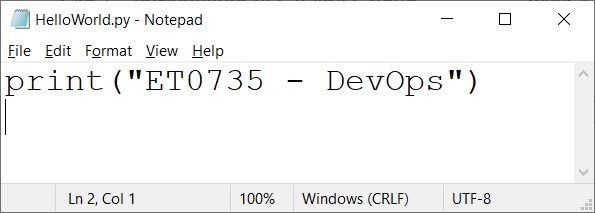 HelloWorld.py - Notepad
File Edit Format View Help
print("ET0735 - DevOps")
Ln 2, Col 1 100% Windows (CRLF) UTF-8